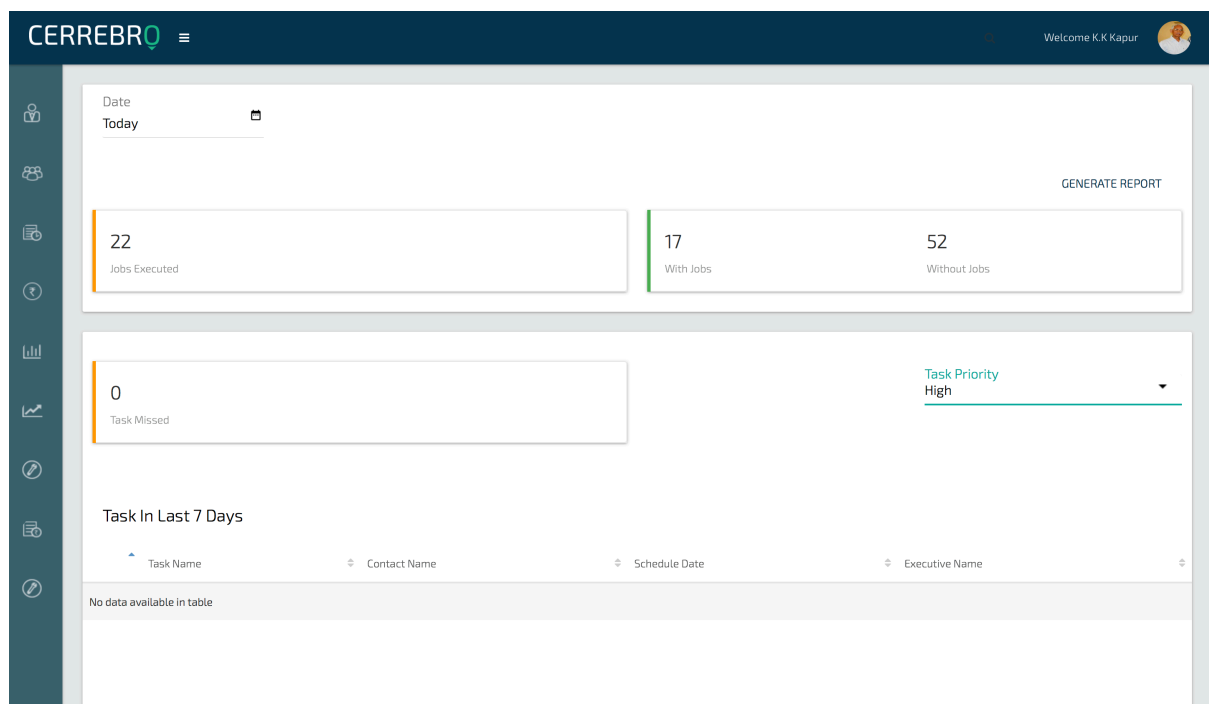 CERREBRO
Welcome K.K Kapur
Date
Today
GENERATE REPORT
22
Jobs Executed
17
With Jobs
52
Without Jobs
0
Task Missed
Task Priority
High
Task In Last 7 Days
Task Name Contact Name Schedule Date Executive Name
No data available in table